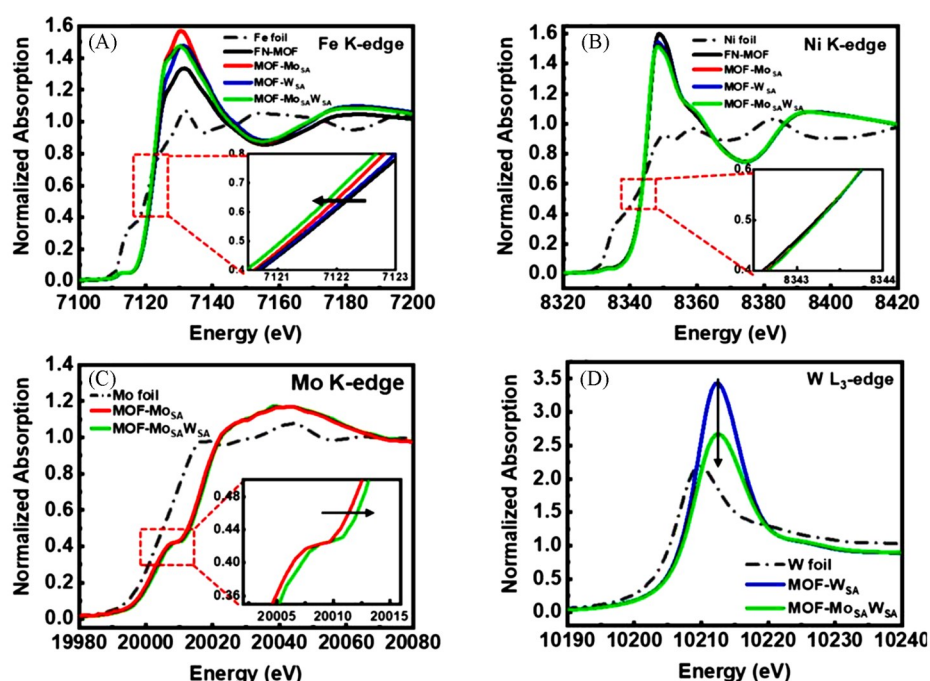 (A)
Fe K-edge
Fe foil
FN-MOF
MOF-MoSA
MOF-WSA
MOF-MoSAWSA
Normalized Absorption
1.6
1.4
1.2
1.0
0.8
0.6
0.4
0.2
0.0
0.8
0.7
0.6
0.5
0.4
7121
7122
7123
7100
7120
7140
7160
7180
7200
Energy (eV)
(B)
Ni K-edge
Ni foil
FN-MOF
MOF-MoSA
MOF-WSA
MOF-MoSAWSA
Normalized Absorption
1.6
1.4
1.2
1.0
0.8
0.6
0.4
0.2
0.0
0.6
0.5
0.4
8343
8344
8320
8340
8360
8380
8400
8420
Energy (eV)
(C)
Mo K-edge
Mo foil
MOF-MoSA
MOF-MoSAWSA
Normalized Absorption
1.4
1.2
1.0
0.8
0.6
0.4
0.2
0.0
0.48
0.44
0.40
0.36
20005
20010
20015
19980
20000
20020
20040
20060
20080
Energy (eV)
(D)
W L3-edge
W foil
MOF-WSA
MOF-MoSAWSA
Normalized Absorption
3.5
3.0
2.5
2.0
1.5
1.0
0.5
0.0
10190
10200
10210
10220
10230
10240
Energy (eV)